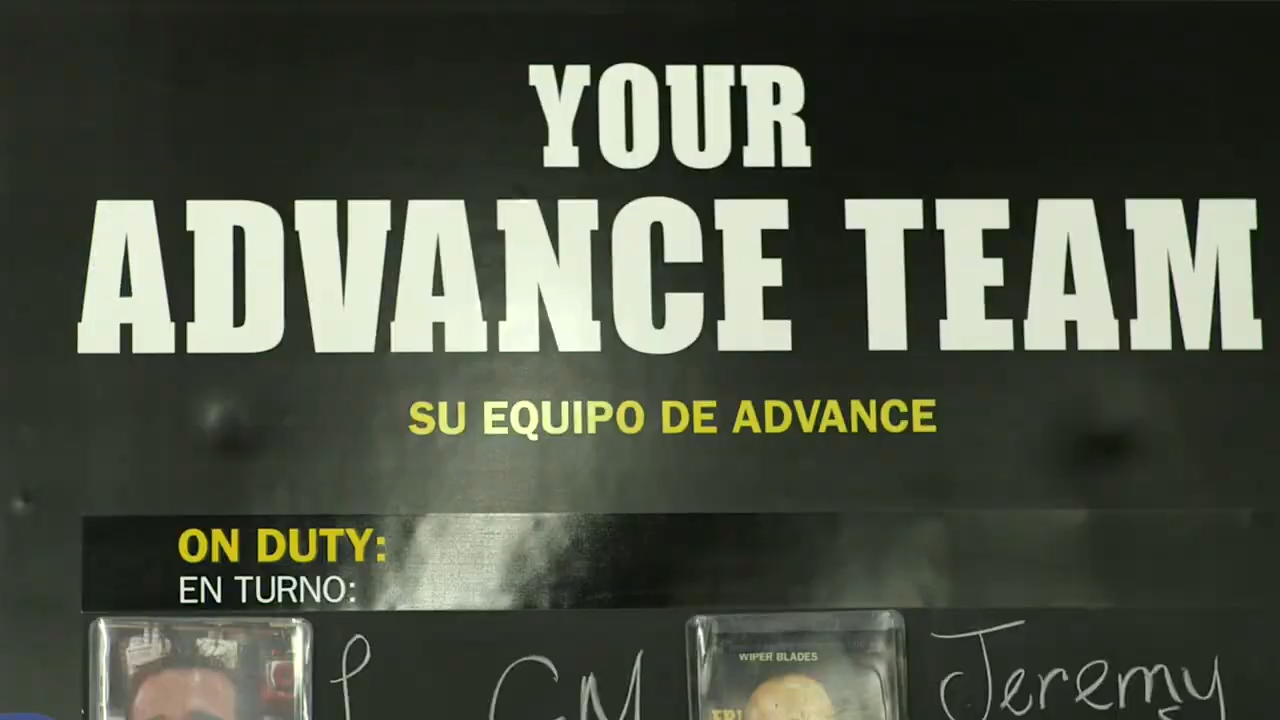 YOUR
ADVANCE TEAM
SU EQUIPO DE ADVANCE
ON DUTY:
EN TURNO:
WIPER BLADES
GM
Jeremy